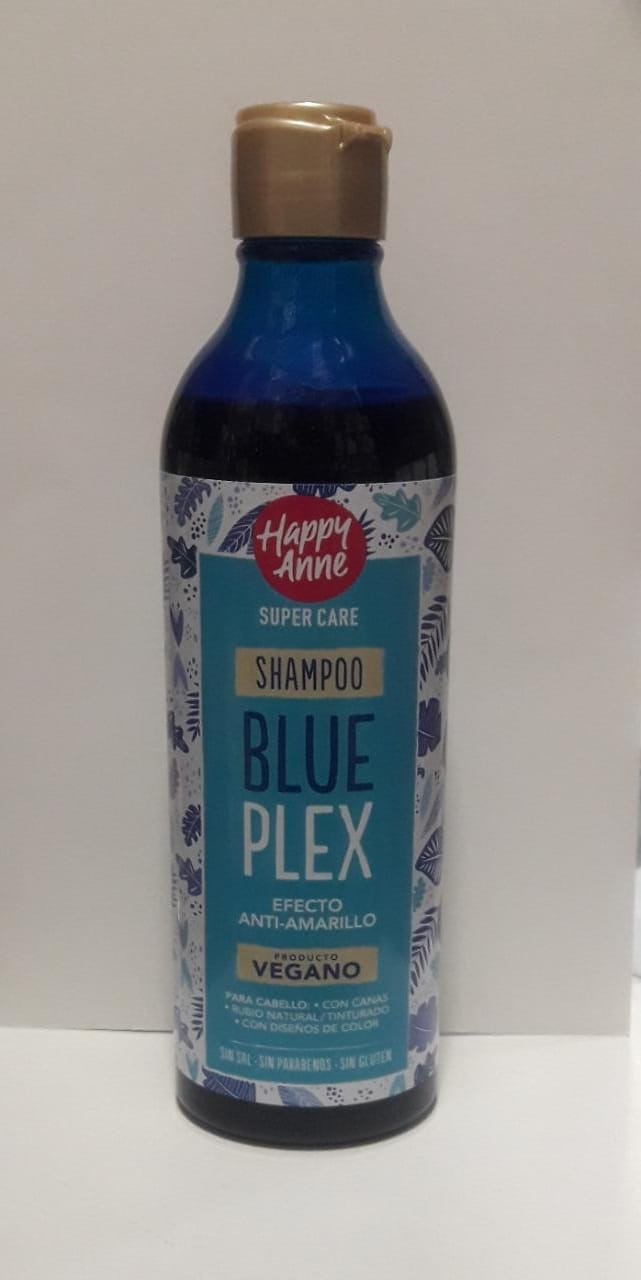 Happy
Anne
SUPER CARE
SHAMPOO
BLUE
PLEX
EFECTO
ANTI-AMARILLO
PRODUCTO
VEGANO
PARA CABELLO: • CON CANAS
• RUBIO NATURAL / TINTURADO
• CON DISEÑOS DE COLOR
SIN SAL - SIN PARABENOS - SIN GLUTEN